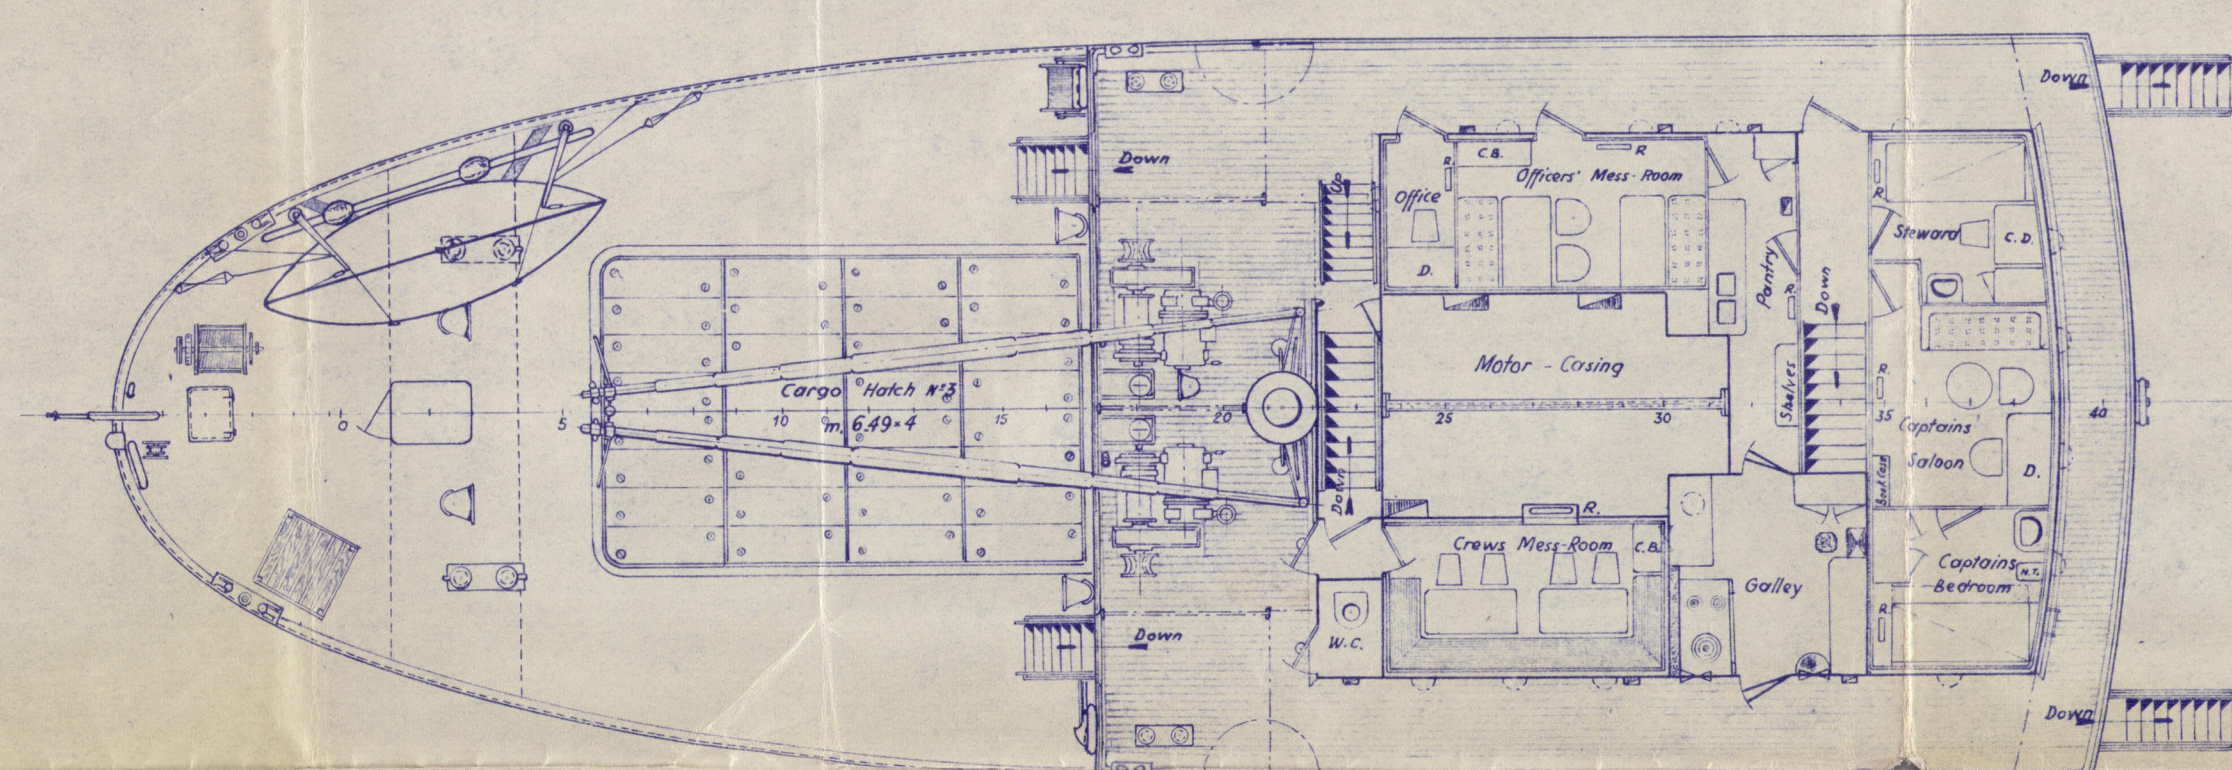 Down
Down
Up
Office
R.
D.
C.B.
R
Officers' Mess-Room
Pantry
R.
Down
R
Steward
C.D.
Motor - Casing
Shelves
R.
Captains'
Saloon
Book Case
D.
Cargo Hatch № 3
m. 6.49 × 4
0
5
10
15
20
25
30
35
40
Down
R.
Crews Mess-Room
C.B.
Galley
Captains
Bedroom
N.T.
R
W.C.
Down
Down